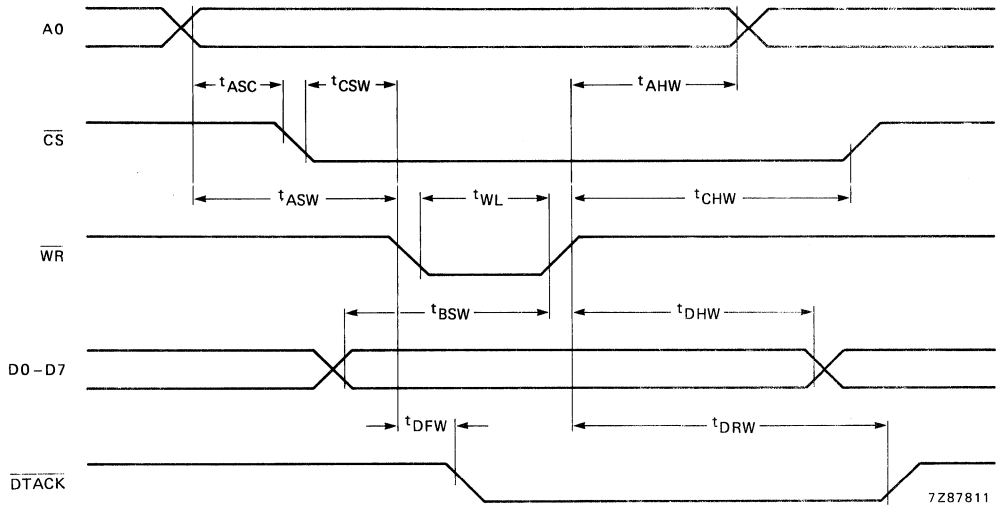 A0
tASC
tCSW
tAHW
CS
tASW
tWL
tCHW
WR
tBSW
tDHW
D0–D7
tDFW
tDRW
DTACK
7Z87811